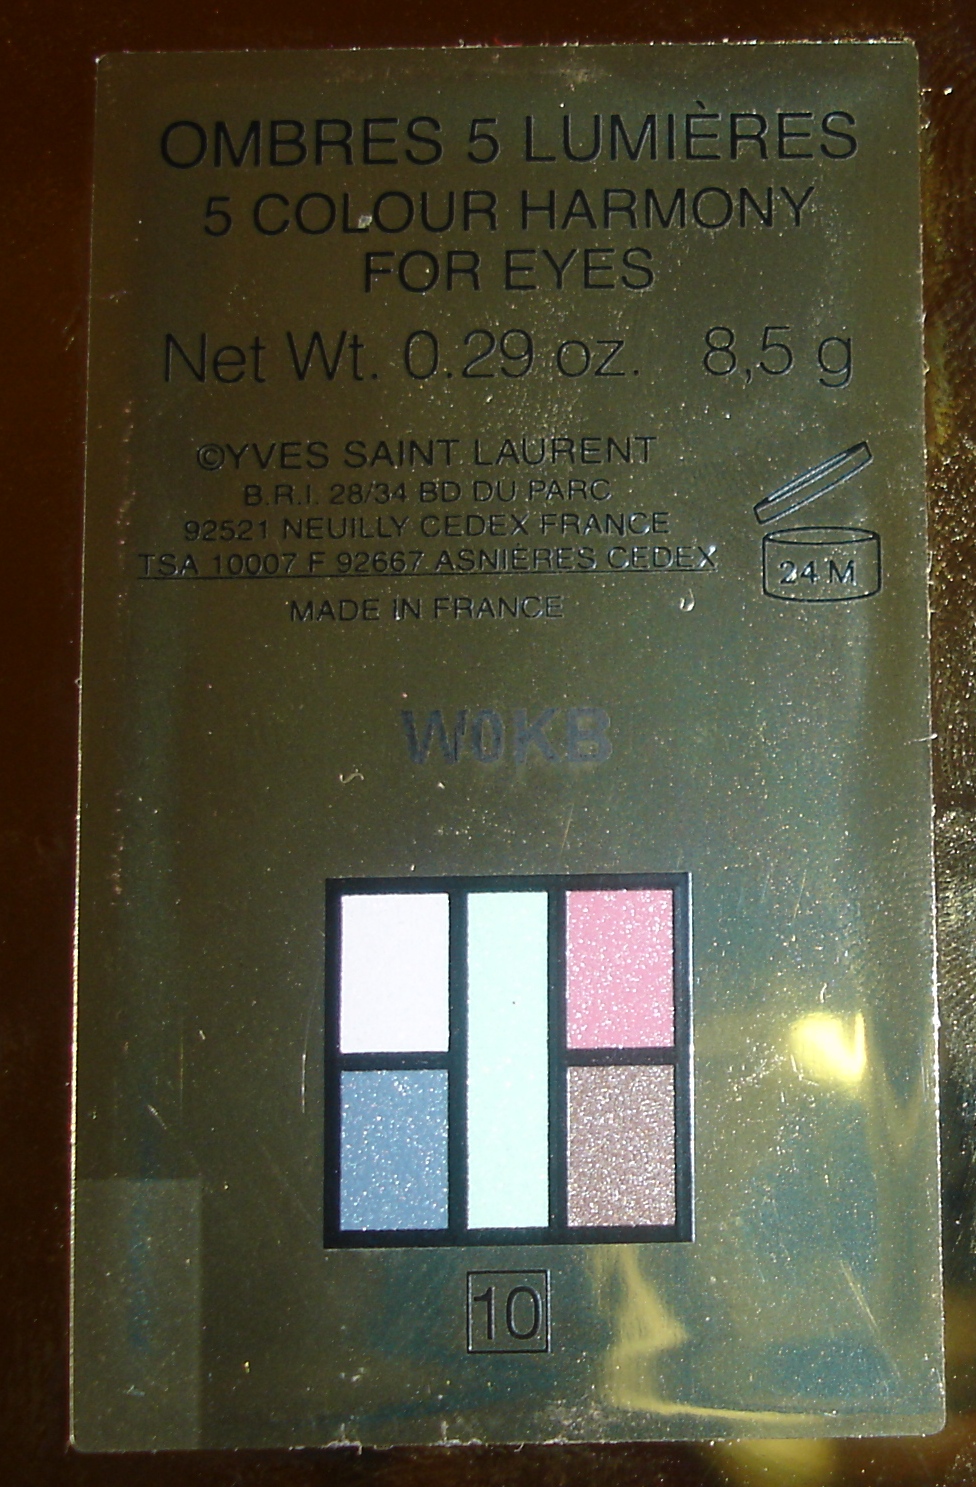 OMBRES 5 LUMIÈRES
5 COLOUR HARMONY
FOR EYES
Net Wt. 0.29 oz. 8,5 g
©YVES SAINT LAURENT
B.R.I. 28/34 BD DU PARC
92521 NEUILLY CEDEX FRANCE
TSA 10007 F 92667 ASNIÈRES CEDEX
24 M
MADE IN FRANCE
W0KB
10